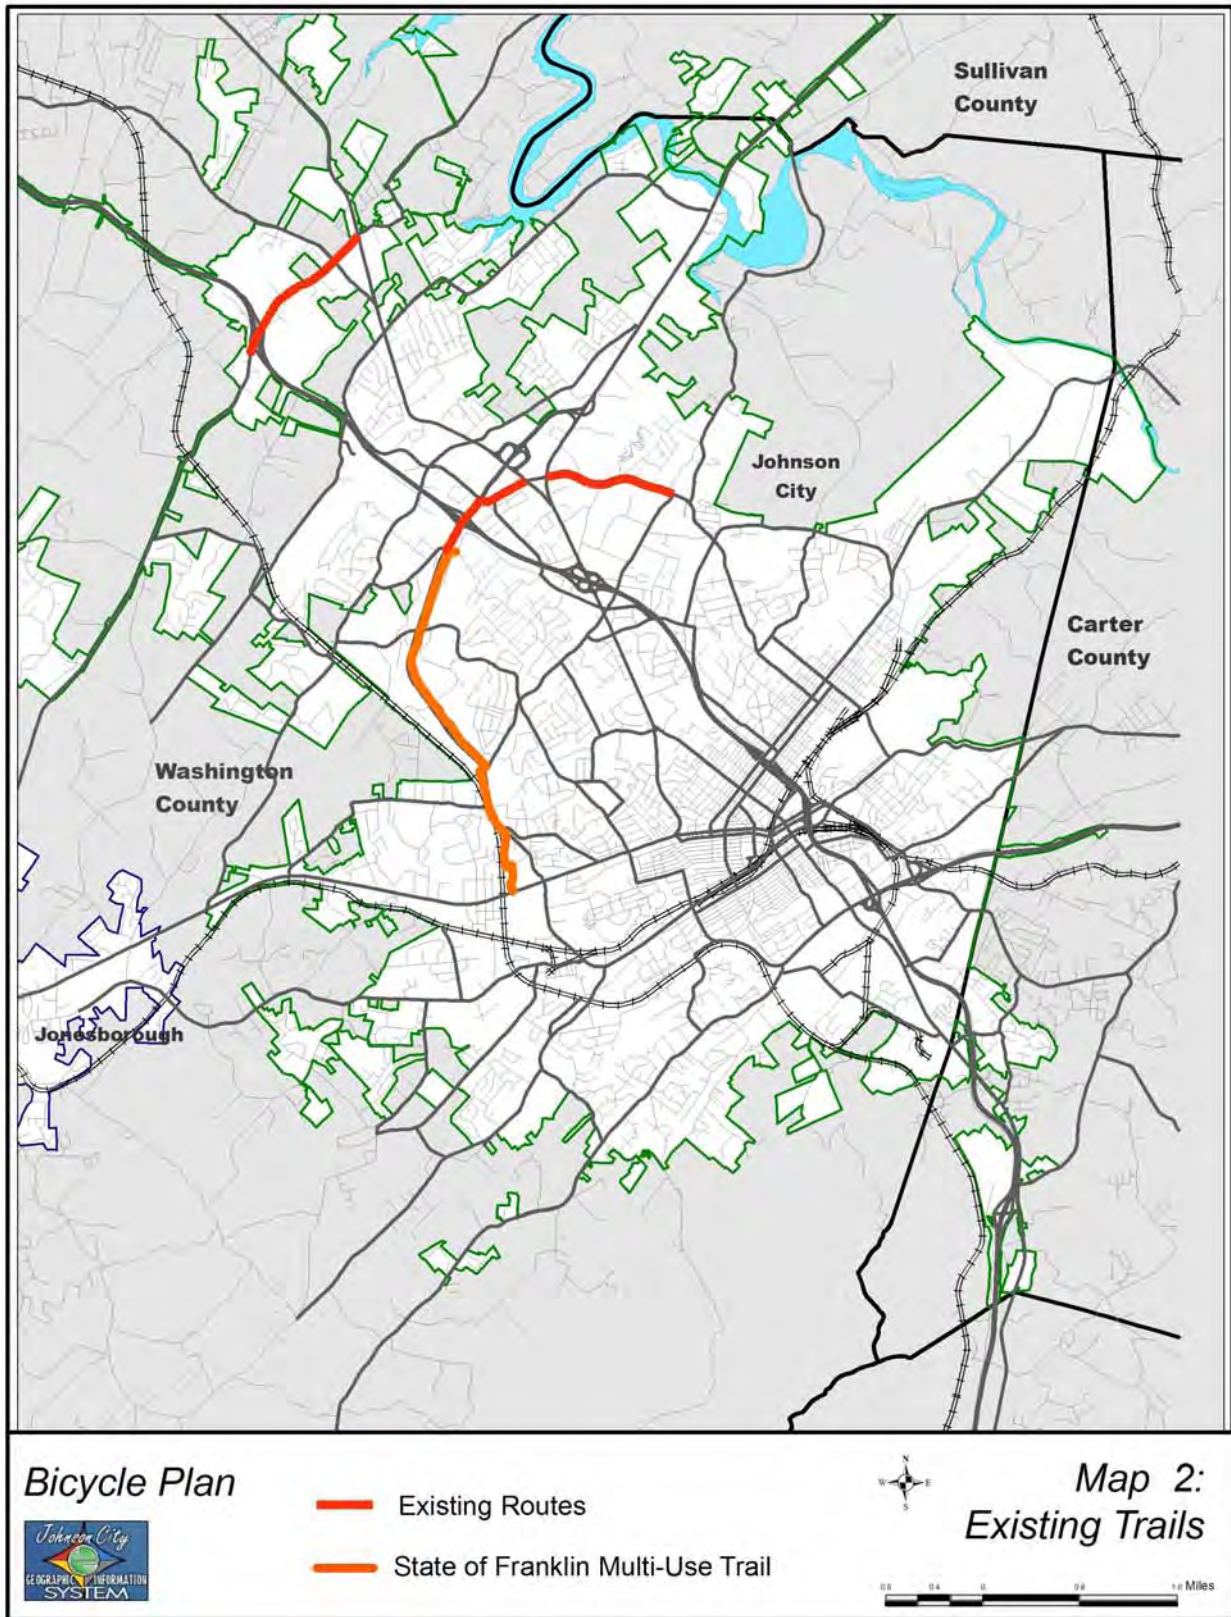 Sullivan
County
Johnson
City
Carter
County
Washington
County
Jonesborough
Bicycle Plan
Johnson City
GEOGRAPHIC INFORMATION
SYSTEM
Existing Routes
State of Franklin Multi-Use Trail
N
W E
S
Map 2:
Existing Trails
Miles